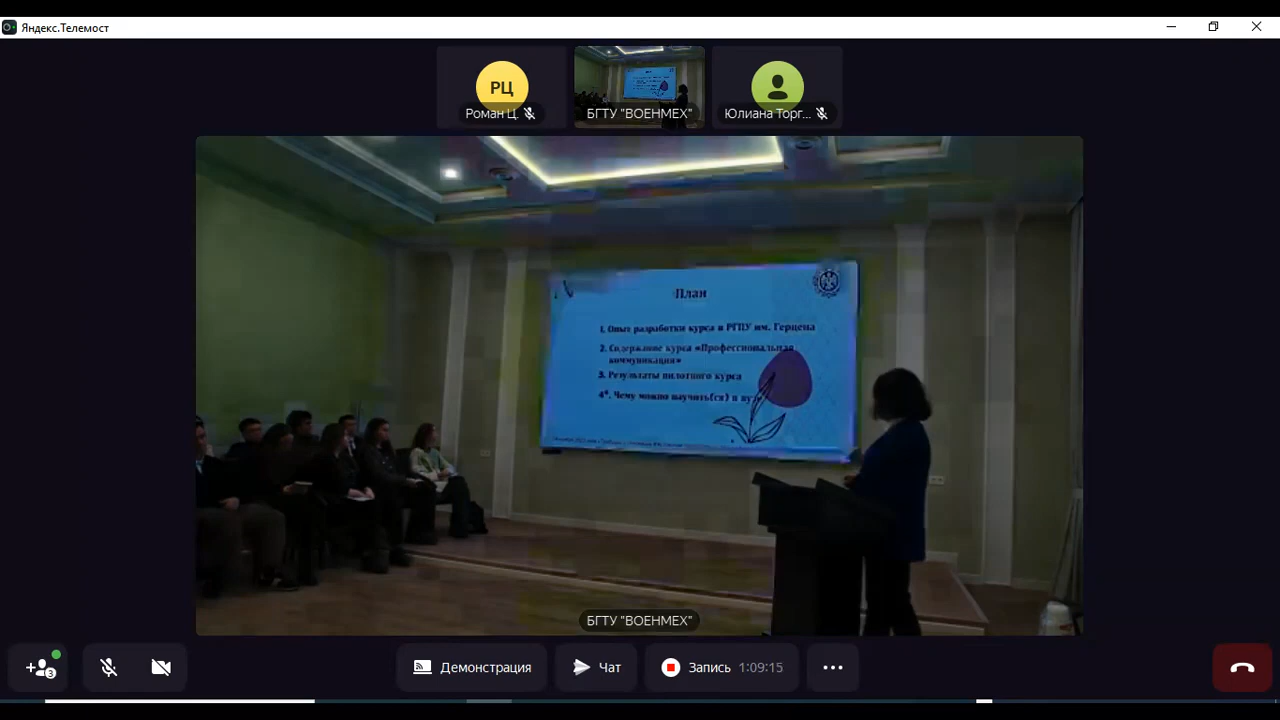 Яндекс.Телемост
РЦ
Роман Ц.
БГТУ "ВОЕНМЕХ"
Юлиана Торг...
План
1. Опыт разработки курса в РГПУ им. Герцена
2. Содержание курса «Профессиональная
коммуникация»
3. Результаты пилотного курса
4*. Чему можно научить(ся) в
БГТУ "ВОЕНМЕХ"
3
Демонстрация
Чат
Запись 1:09:15